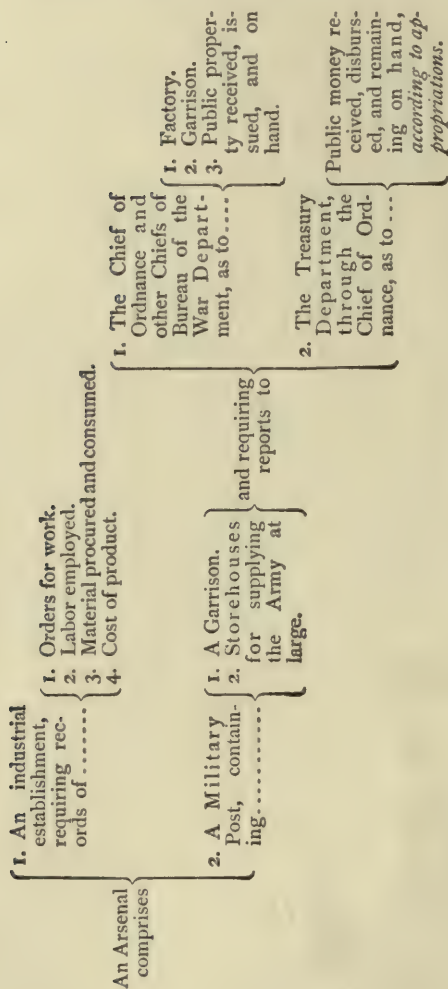 An Arsenal
comprises
1. An industrial
establishment,
requiring rec-
ords of .......
1. Orders for work.
2. Labor employed.
3. Material procured and consumed.
4. Cost of product.
2. A Military
Post, contain-
ing...........
1. A Garrison.
2. Storehouses
for supplying
the Army at
large.
and requiring
reports to
1. The Chief of
Ordnance and
other Chiefs of
Bureau of the
War Depart-
ment, as to....
1. Factory.
2. Garrison.
3. Public proper-
ty received, is-
sued, and on
hand.
2. The Treasury
Department,
through the
Chief of Ord-
nance, as to ...
Public money re-
ceived, disburs-
ed, and remain-
ing on hand,
according to ap-
propriations.